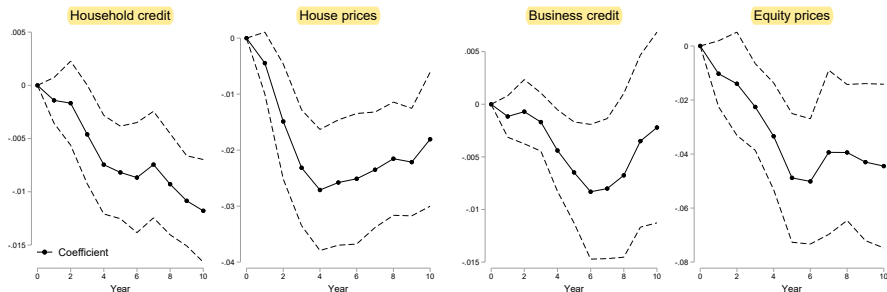 Household credit
.005
0
-.005
-.01
-.015
Coefficient
0 2 4 6 8 10
Year
House prices
.0
-.01
-.02
-.03
-.04
0 2 4 6 8 10
Year
Business credit
.005
0
-.005
-.01
-.015
0 2 4 6 8 10
Year
Equity prices
0
-.02
-.04
-.06
-.08
0 2 4 6 8 10
Year